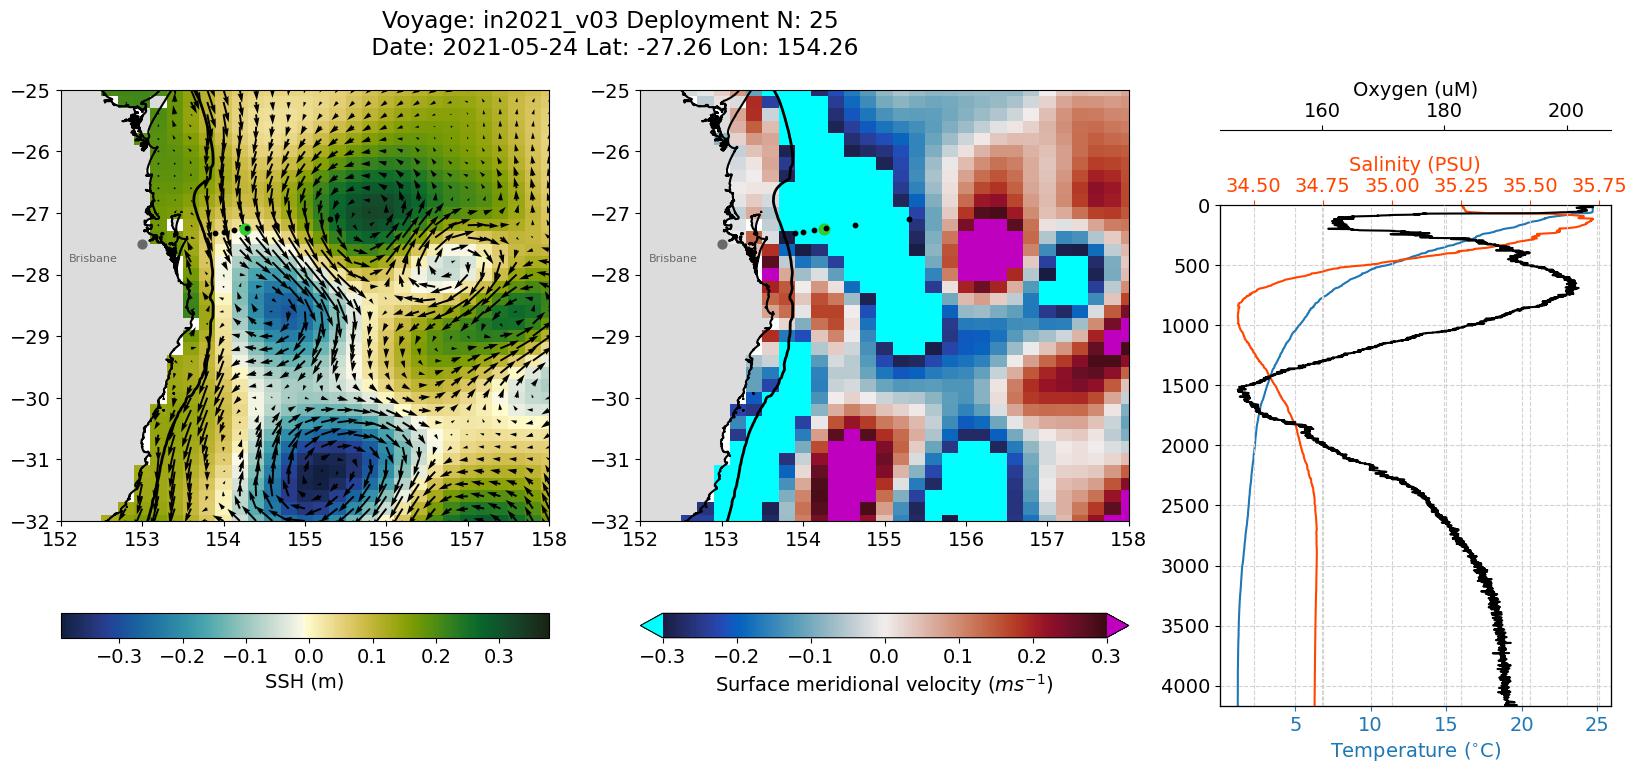 Voyage: in2021_v03 Deployment N: 25
Date: 2021-05-24 Lat: -27.26 Lon: 154.26
−25
−26
−27
−28
−29
−30
−31
−32
Brisbane
152 153 154 155 156 157 158
−0.3 −0.2 −0.1 0.0 0.1 0.2 0.3
SSH (m)
−25
−26
−27
−28
−29
−30
−31
−32
Brisbane
152 153 154 155 156 157 158
−0.3 −0.2 −0.1 0.0 0.1 0.2 0.3
Surface meridional velocity (ms⁻¹)
Oxygen (uM)
160 180 200
Salinity (PSU)
34.50 34.75 35.00 35.25 35.50 35.75
0
500
1000
1500
2000
2500
3000
3500
4000
5 10 15 20 25
Temperature (°C)